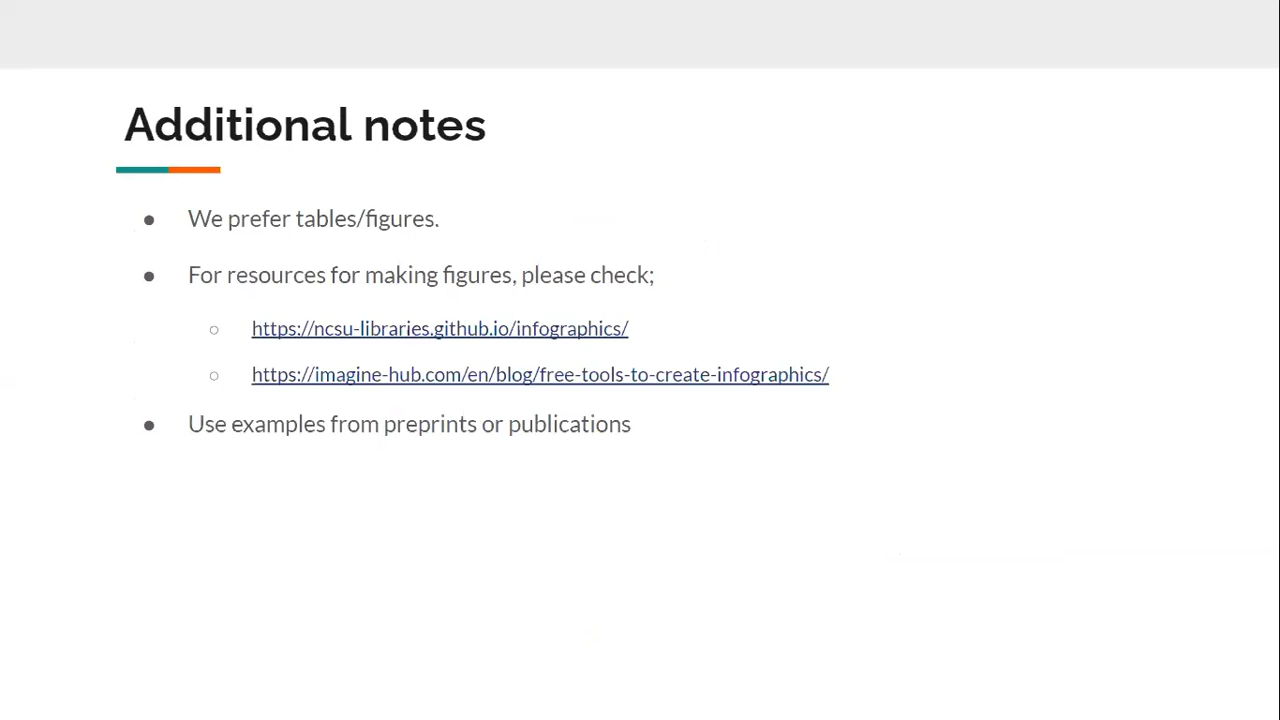 Additional notes
● We prefer tables/figures.
● For resources for making figures, please check;
○ https://ncsu-libraries.github.io/infographics/
○ https://imagine-hub.com/en/blog/free-tools-to-create-infographics/
● Use examples from preprints or publications